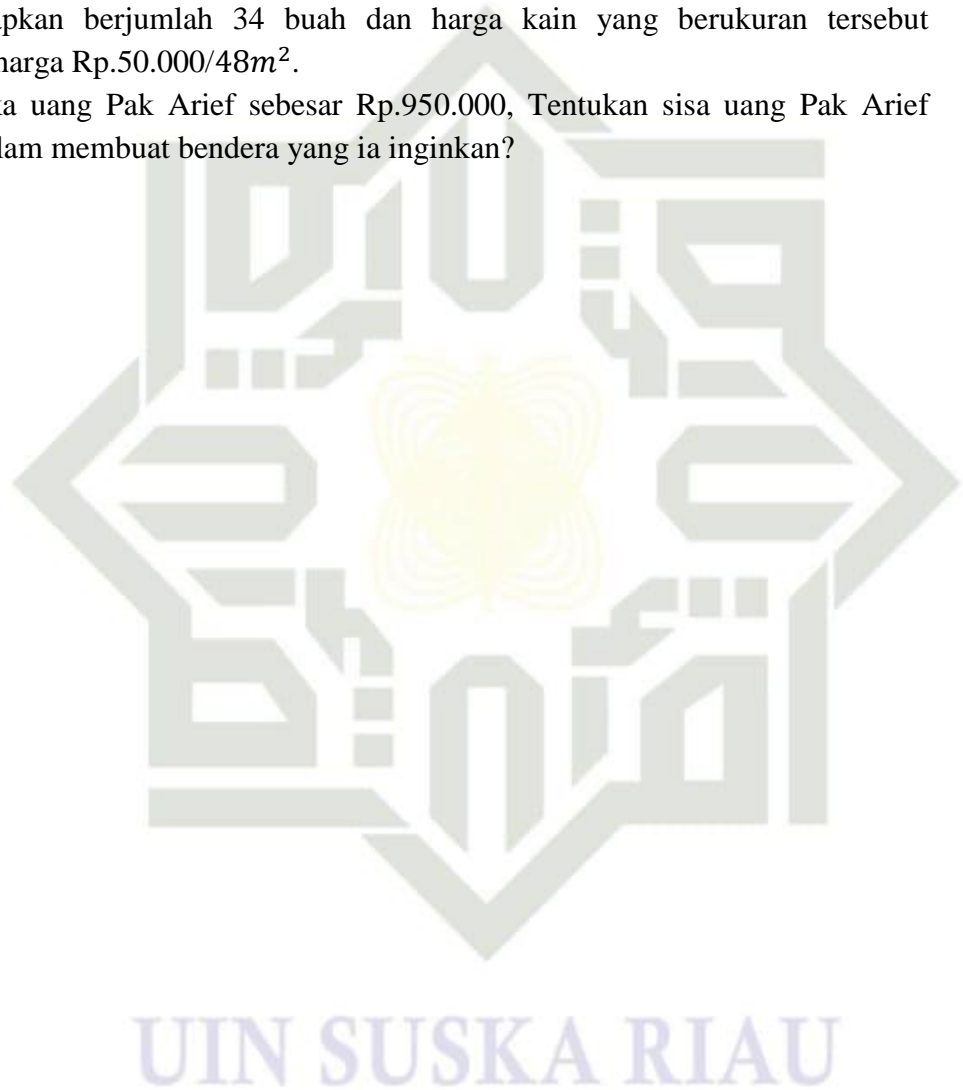 apkan berjumlah 34 buah dan harga kain yang berukuran tersebut
harga Rp.50.000/48m².
ka uang Pak Arief sebesar Rp.950.000, Tentukan sisa uang Pak Arief
lam membuat bendera yang ia inginkan?
UIN SUSKA RIAU